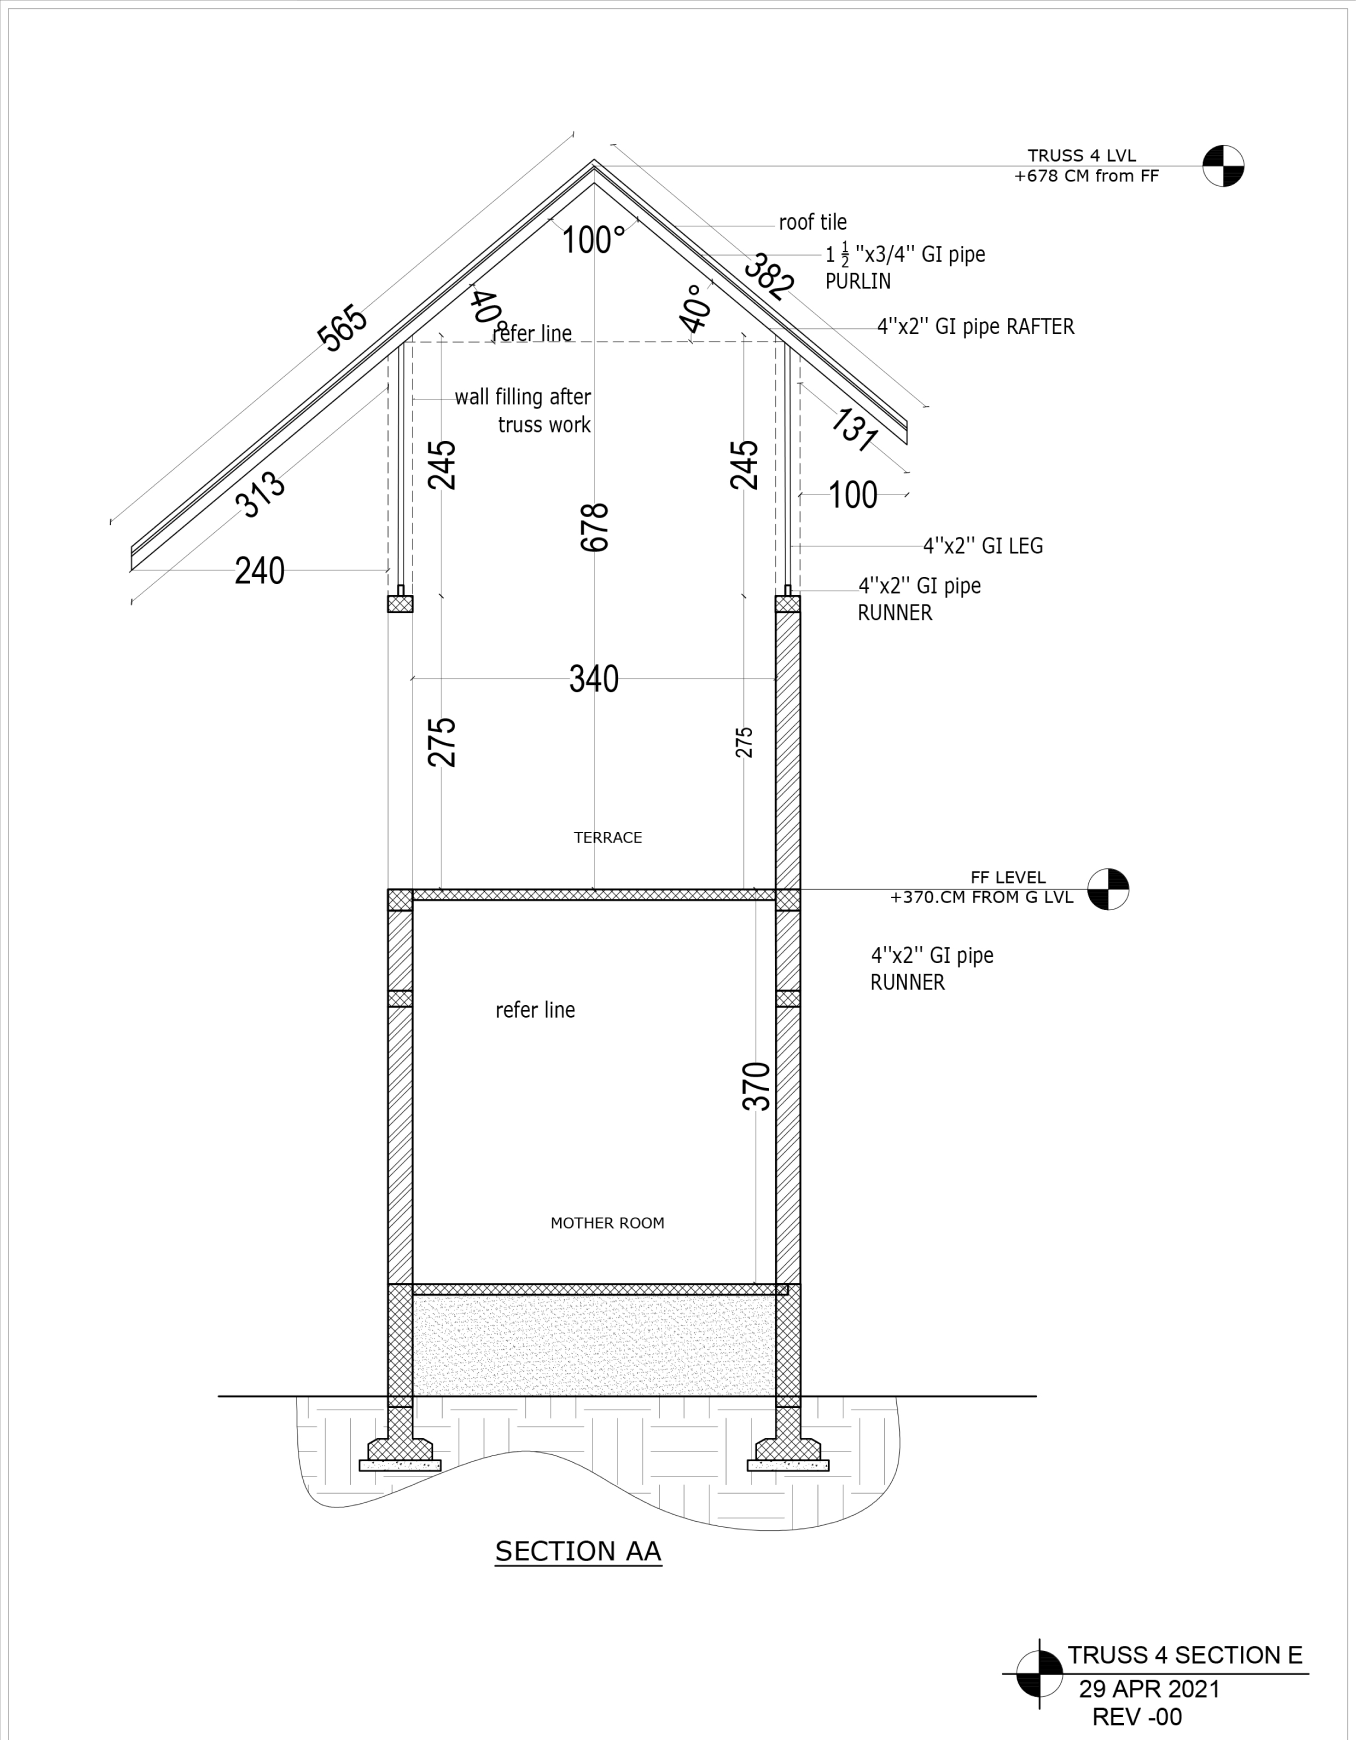 TRUSS 4 LVL
+678 CM from FF
roof tile
1 1/2 "x3/4" GI pipe
PURLIN
100°
382
565
40°
40°
refer line
4"x2" GI pipe RAFTER
wall filling after
truss work
131
245
245
313
100
678
4"x2" GI LEG
240
4"x2" GI pipe
RUNNER
340
275
275
TERRACE
FF LEVEL
+370.CM FROM G LVL
4"x2" GI pipe
RUNNER
refer line
370
MOTHER ROOM
SECTION AA
TRUSS 4 SECTION E
29 APR 2021
REV -00